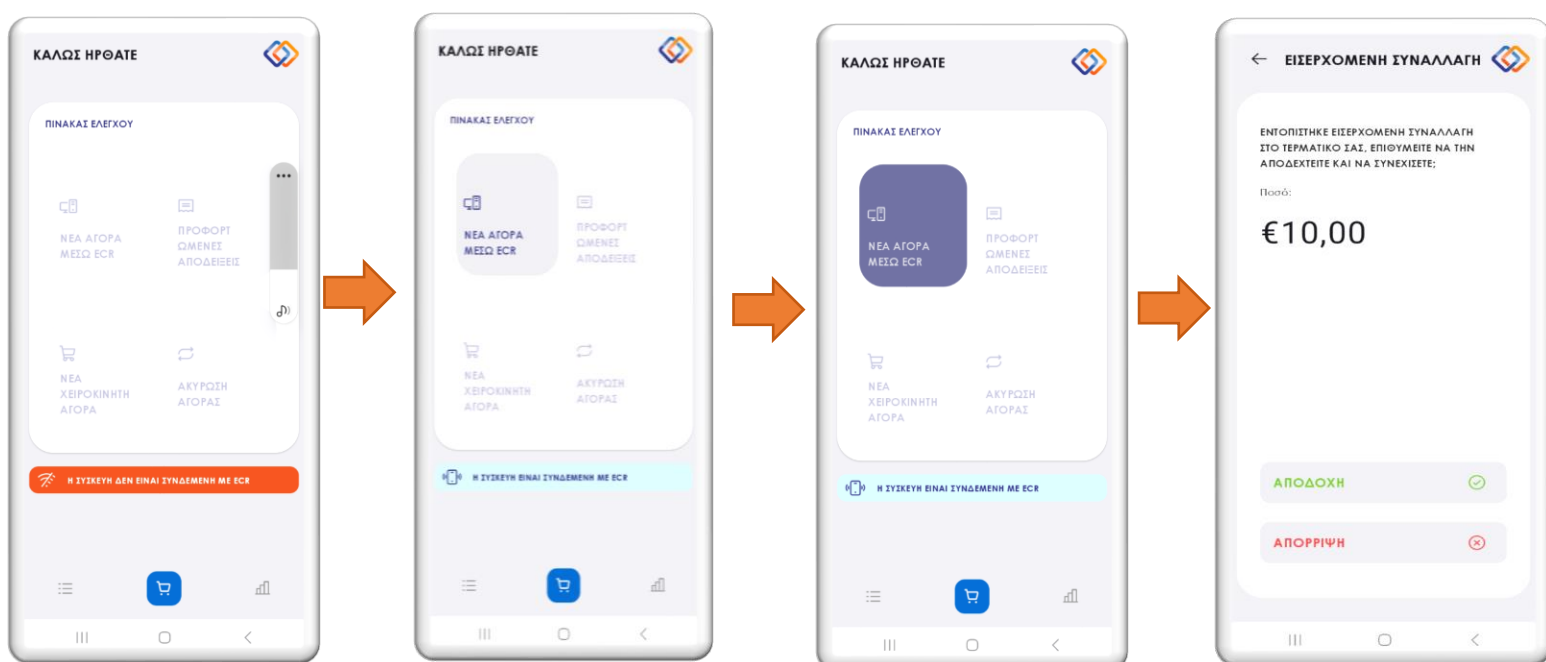 ΚΑΛΩΣ ΗΡΘΑΤΕ
ΠΙΝΑΚΑΣ ΕΛΕΓΧΟΥ
ΝΕΑ ΑΓΟΡΑ
ΜΕΣΩ ECR
ΠΡΟΦΟΡΤ
ΩΜΕΝΕΣ
ΑΠΟΔΕΙΞΕΙΣ
ΝΕΑ
ΧΕΙΡΟΚΙΝΗΤΗ
ΑΓΟΡΑ
ΑΚΥΡΩΣΗ
ΑΓΟΡΑΣ
Η ΣΥΣΚΕΥΗ ΔΕΝ ΕΙΝΑΙ ΣΥΝΔΕΜΕΝΗ ΜΕ ECR
ΚΑΛΩΣ ΗΡΘΑΤΕ
ΠΙΝΑΚΑΣ ΕΛΕΓΧΟΥ
ΝΕΑ ΑΓΟΡΑ
ΜΕΣΩ ECR
ΠΡΟΦΟΡΤ
ΩΜΕΝΕΣ
ΑΠΟΔΕΙΞΕΙΣ
ΝΕΑ
ΧΕΙΡΟΚΙΝΗΤΗ
ΑΓΟΡΑ
ΑΚΥΡΩΣΗ
ΑΓΟΡΑΣ
Η ΣΥΣΚΕΥΗ ΕΙΝΑΙ ΣΥΝΔΕΜΕΝΗ ΜΕ ECR
ΚΑΛΩΣ ΗΡΘΑΤΕ
ΠΙΝΑΚΑΣ ΕΛΕΓΧΟΥ
ΝΕΑ ΑΓΟΡΑ
ΜΕΣΩ ECR
ΠΡΟΦΟΡΤ
ΩΜΕΝΕΣ
ΑΠΟΔΕΙΞΕΙΣ
ΝΕΑ
ΧΕΙΡΟΚΙΝΗΤΗ
ΑΓΟΡΑ
ΑΚΥΡΩΣΗ
ΑΓΟΡΑΣ
Η ΣΥΣΚΕΥΗ ΕΙΝΑΙ ΣΥΝΔΕΜΕΝΗ ΜΕ ECR
ΕΙΣΕΡΧΟΜΕΝΗ ΣΥΝΑΛΛΑΓΗ
ΕΝΤΟΠΙΣΤΗΚΕ ΕΙΣΕΡΧΟΜΕΝΗ ΣΥΝΑΛΛΑΓΗ
ΣΤΟ ΤΕΡΜΑΤΙΚΟ ΣΑΣ, ΕΠΙΘΥΜΕΙΤΕ ΝΑ ΤΗΝ
ΑΠΟΔΕΧΤΕΙΤΕ ΚΑΙ ΝΑ ΣΥΝΕΧΙΣΕΤΕ;
Ποσό:
€10,00
ΑΠΟΔΟΧΗ
ΑΠΟΡΡΙΨΗ